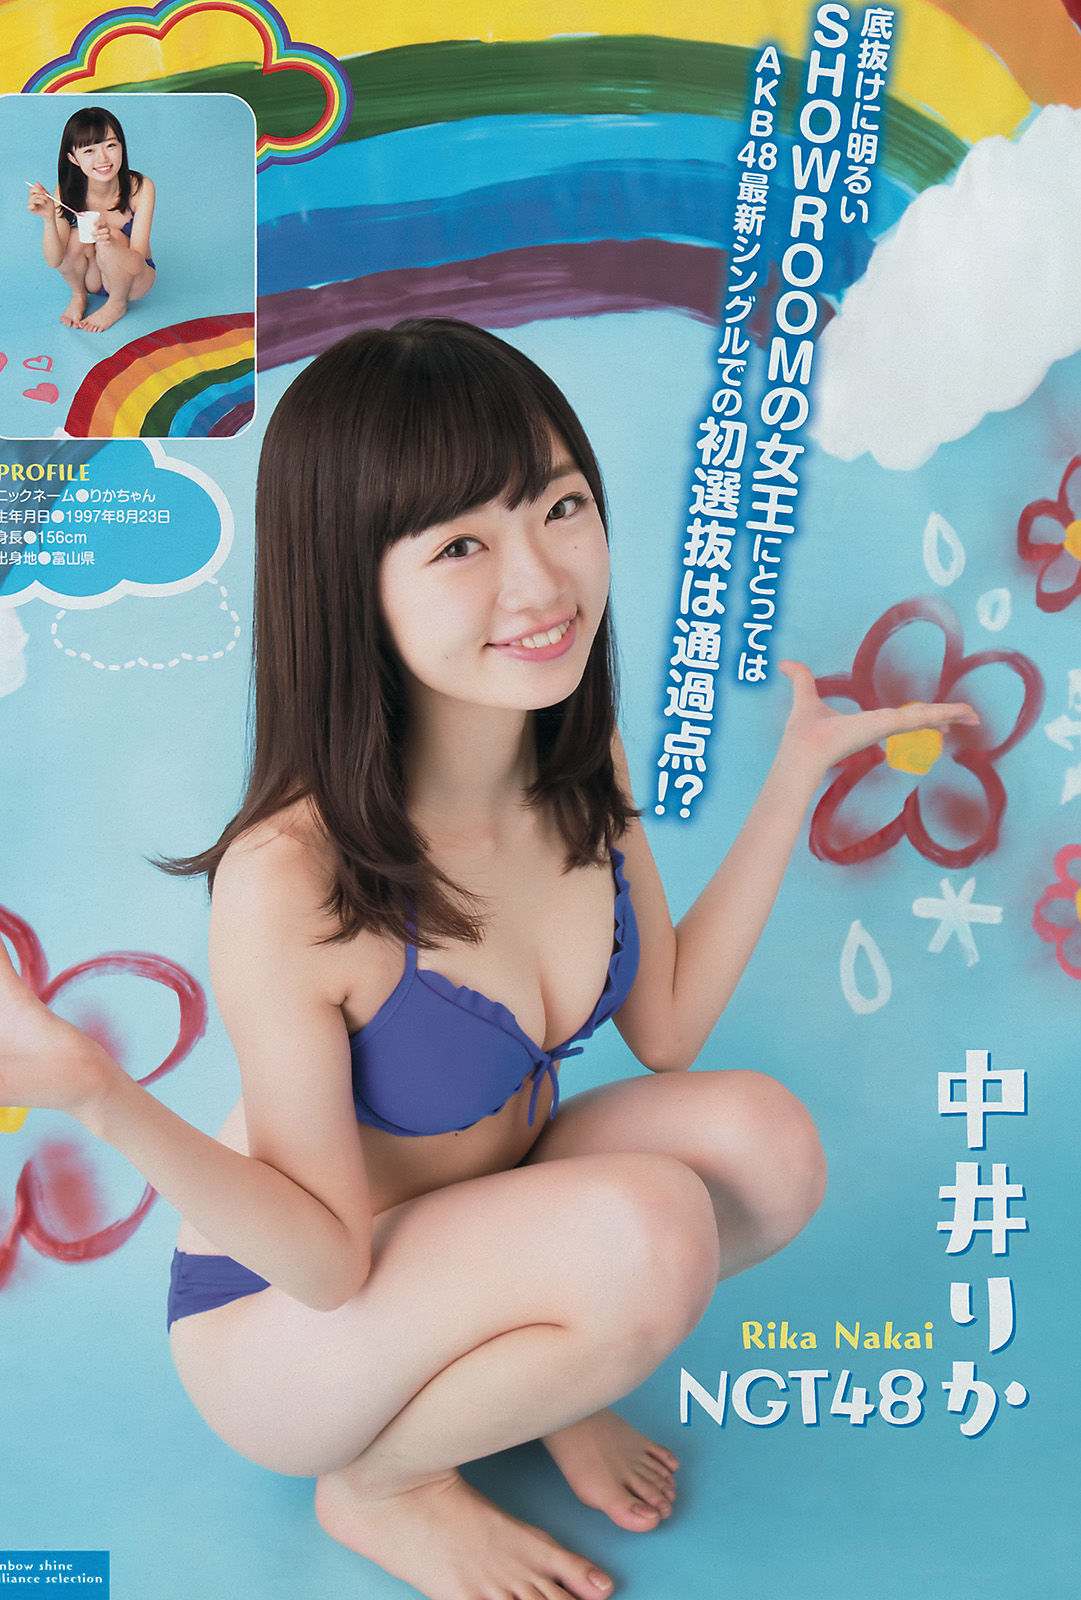 底抜けに明るい
SHOWROOMの女王にとっては
AKB48最新シングルでの初選抜は通過点!?
PROFILE
ニックネーム●りかちゃん
生年月日●1997年8月23日
身長●156cm
出身地●富山県
中井りか
Rika Nakai
NGT48
nbow shine
liance selection